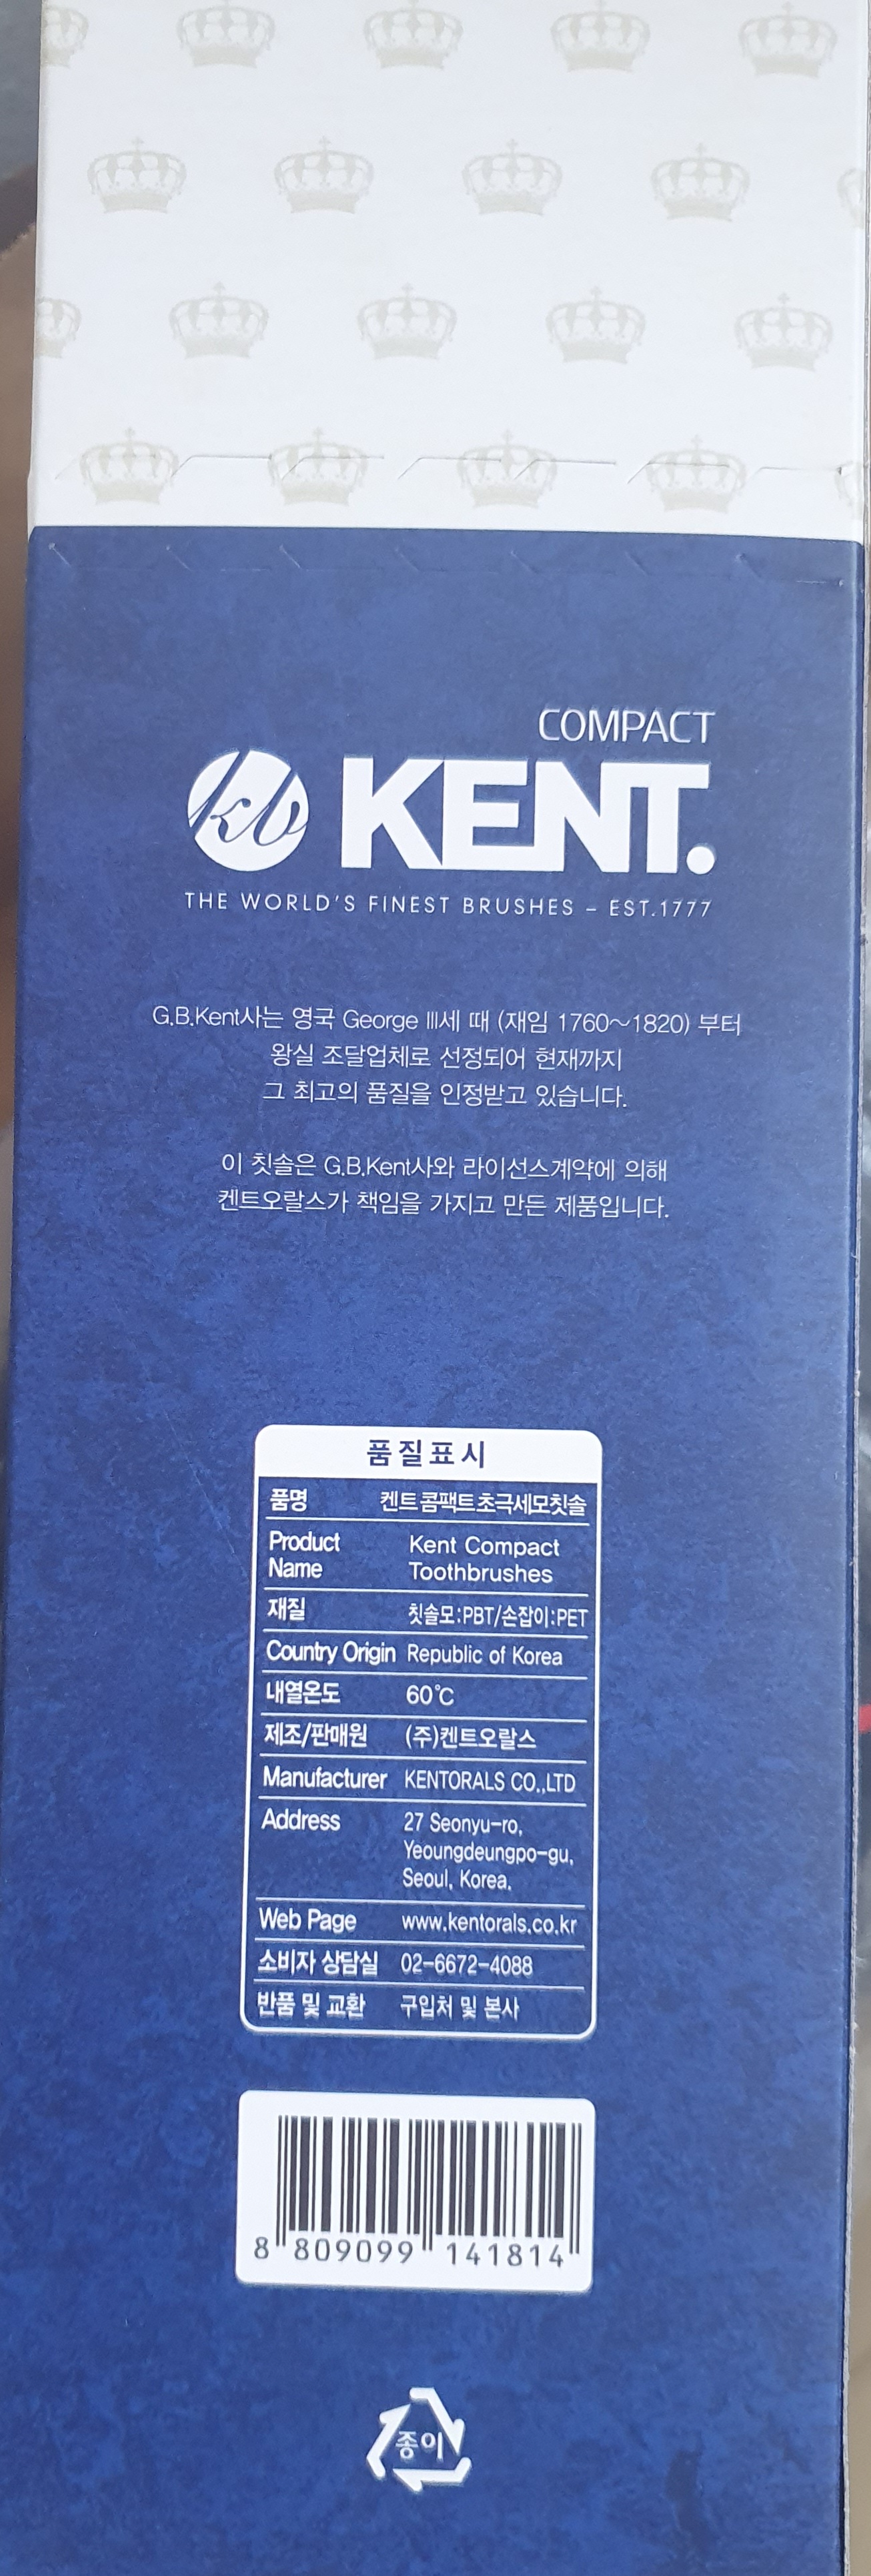 COMPACT
kb KENT.
THE WORLD'S FINEST BRUSHES – EST.1777
G.B.Kent사는 영국 George III세 때 (재임 1760~1820) 부터
왕실 조달업체로 선정되어 현재까지
그 최고의 품질을 인정받고 있습니다.
이 칫솔은 G.B.Kent사와 라이선스계약에 의해
켄트오랄스가 책임을 가지고 만든 제품입니다.
품질표시
품명 켄트 콤팩트 초극세모칫솔
Product Kent Compact
Name Toothbrushes
재질 칫솔모:PBT/손잡이:PET
Country Origin Republic of Korea
내열온도 60℃
제조/판매원 (주)켄트오랄스
Manufacturer KENTORALS CO.,LTD
Address 27 Seonyu-ro,
Yeoungdeungpo-gu,
Seoul, Korea.
Web Page www.kentorals.co.kr
소비자 상담실 02-6672-4088
반품 및 교환 구입처 및 본사
8 809099 141814
종이